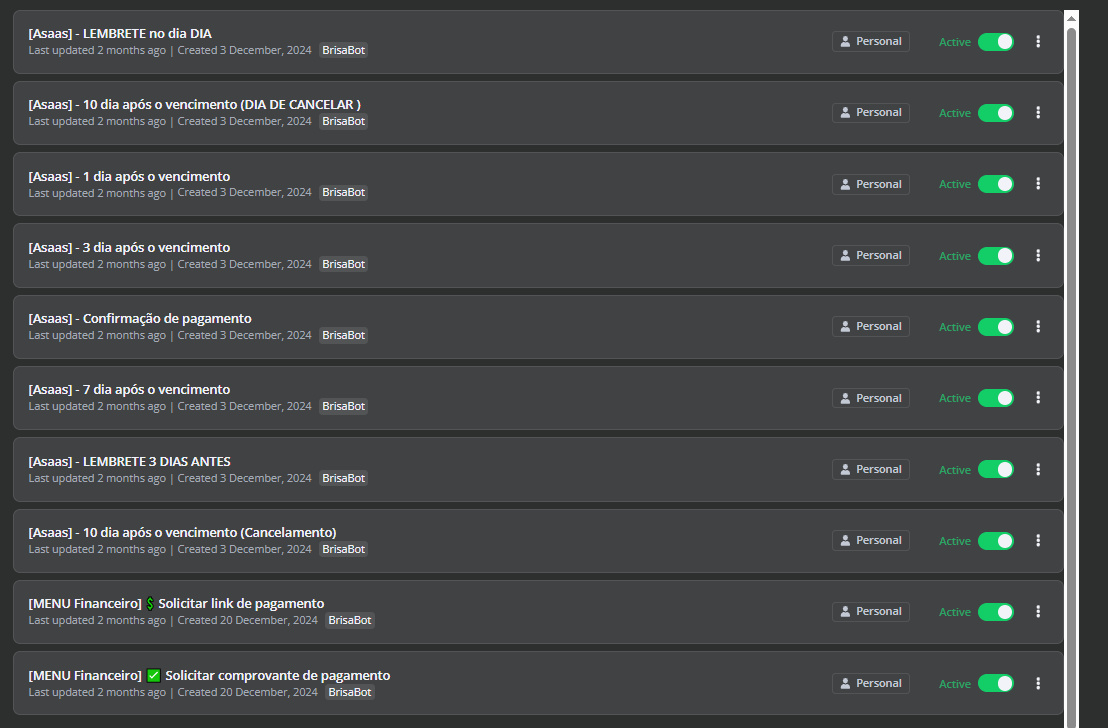 [Asaas] - LEMBRETE no dia DIA
Last updated 2 months ago | Created 3 December, 2024 BrisaBot
Personal Active
[Asaas] - 10 dia após o vencimento (DIA DE CANCELAR )
Last updated 2 months ago | Created 3 December, 2024 BrisaBot
Personal Active
[Asaas] - 1 dia após o vencimento
Last updated 2 months ago | Created 3 December, 2024 BrisaBot
Personal Active
[Asaas] - 3 dia após o vencimento
Last updated 2 months ago | Created 3 December, 2024 BrisaBot
Personal Active
[Asaas] - Confirmação de pagamento
Last updated 2 months ago | Created 3 December, 2024 BrisaBot
Personal Active
[Asaas] - 7 dia após o vencimento
Last updated 2 months ago | Created 3 December, 2024 BrisaBot
Personal Active
[Asaas] - LEMBRETE 3 DIAS ANTES
Last updated 2 months ago | Created 3 December, 2024 BrisaBot
Personal Active
[Asaas] - 10 dia após o vencimento (Cancelamento)
Last updated 2 months ago | Created 3 December, 2024 BrisaBot
Personal Active
[MENU Financeiro] 💲 Solicitar link de pagamento
Last updated 2 months ago | Created 20 December, 2024 BrisaBot
Personal Active
[MENU Financeiro] ✅ Solicitar comprovante de pagamento
Last updated 2 months ago | Created 20 December, 2024 BrisaBot
Personal Active